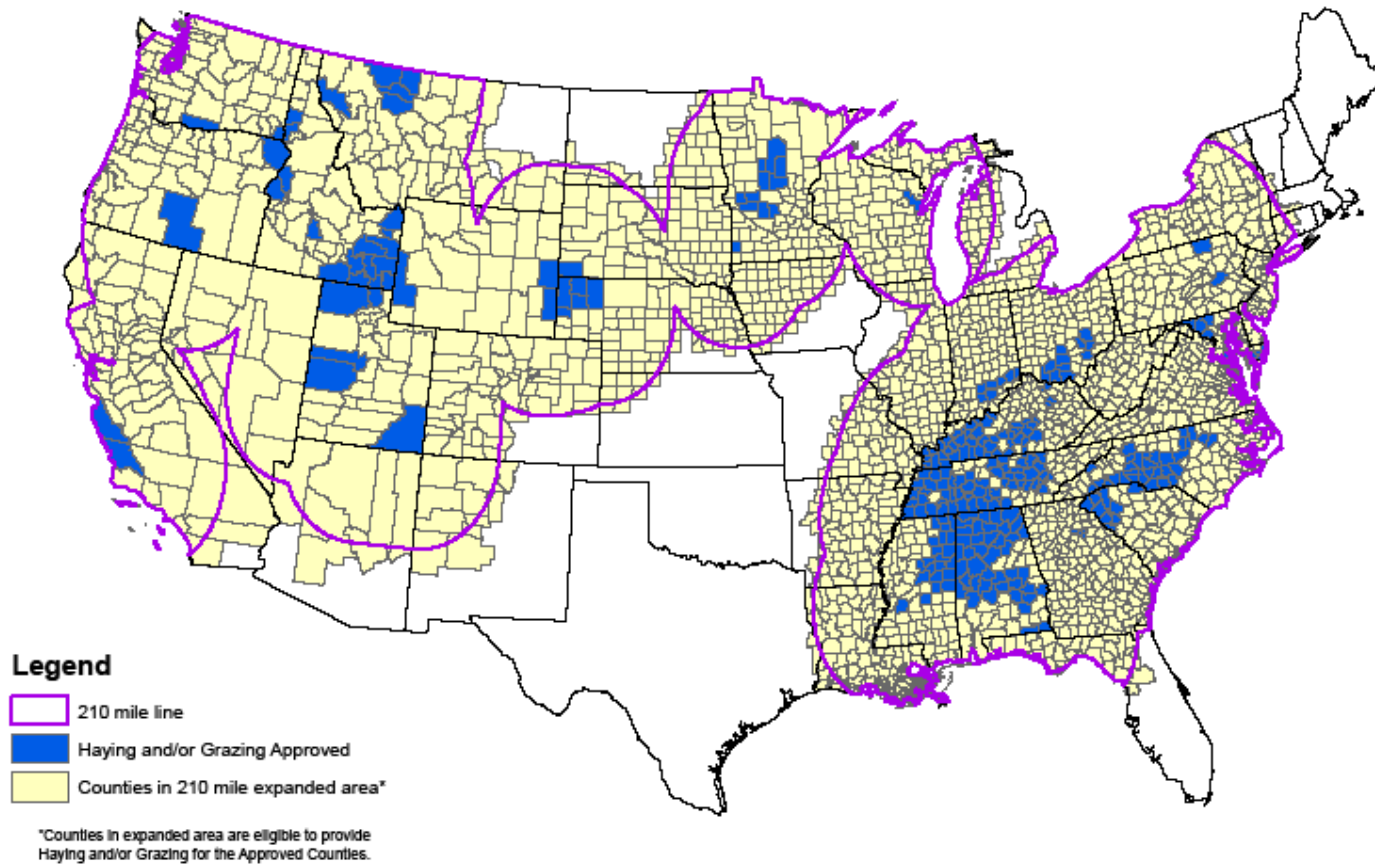 Legend
210 mile line
Haying and/or Grazing Approved
Counties in 210 mile expanded area*
*Counties in expanded area are eligible to provide
Haying and/or Grazing for the Approved Counties.